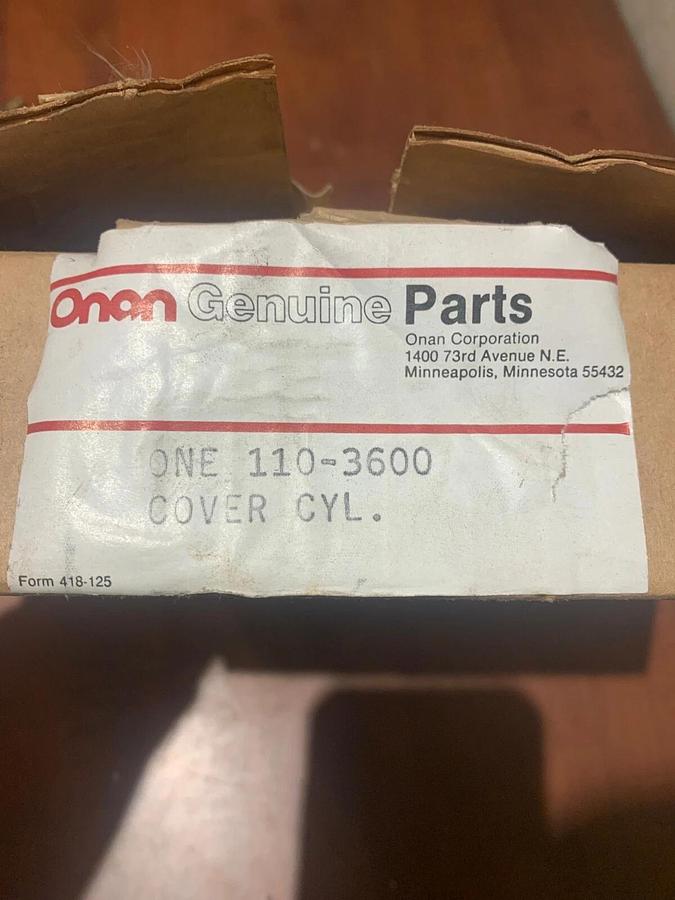 Onan Genuine Parts
Onan Corporation
1400 73rd Avenue N.E.
Minneapolis, Minnesota 55432
ONE 110-3600
COVER CYL.
Form 418-125